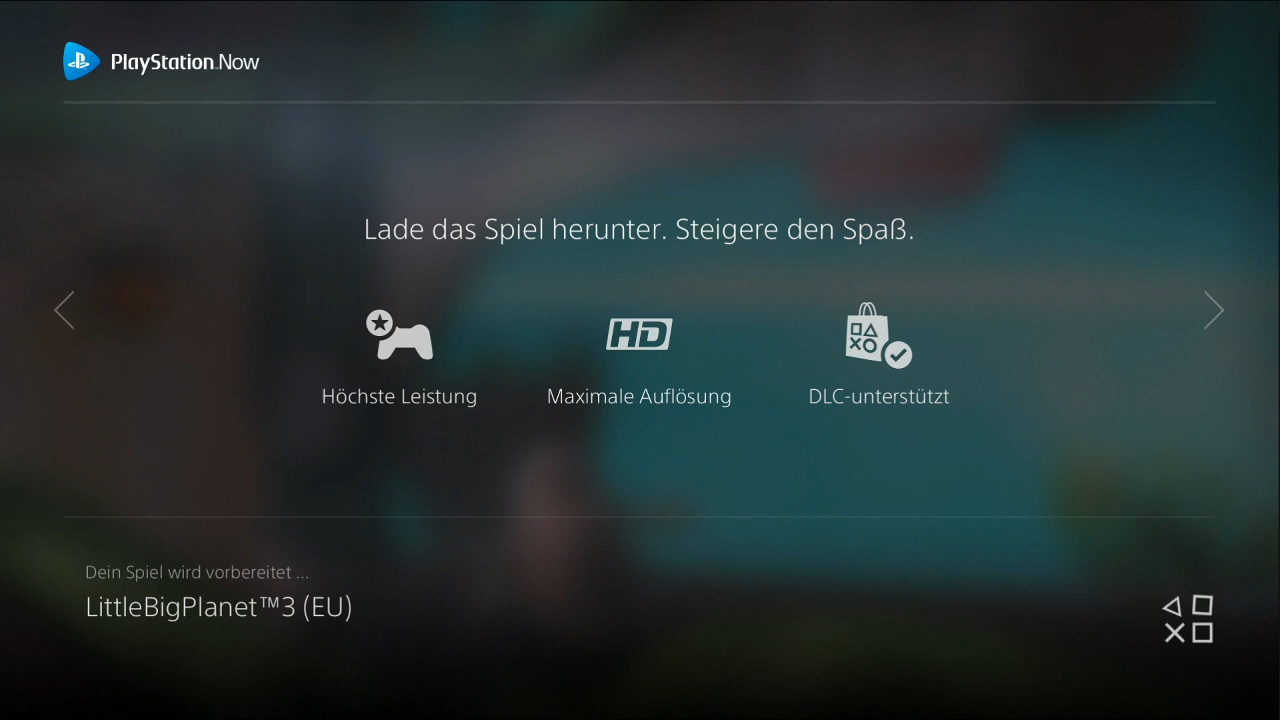 PlayStation Now
Lade das Spiel herunter. Steigere den Spaß.
HD
Höchste Leistung
Maximale Auflösung
DLC-unterstützt
Dein Spiel wird vorbereitet ...
LittleBigPlanet™3 (EU)